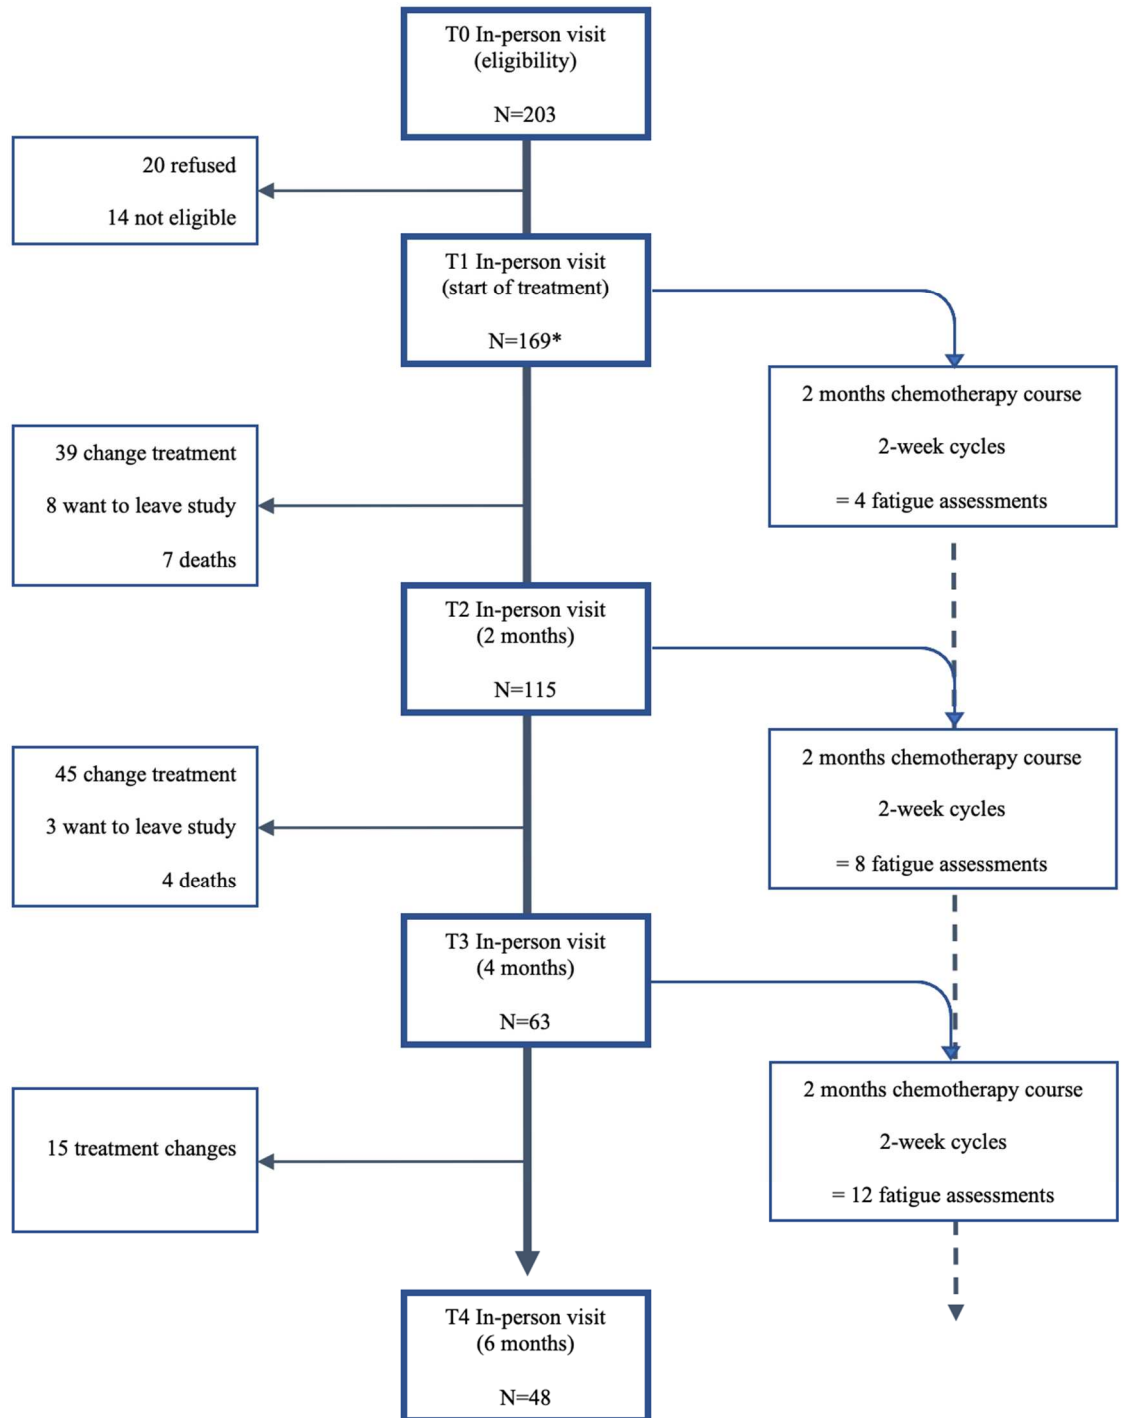 T0 In-person visit
(eligibility)
N=203
20 refused
14 not eligible
T1 In-person visit
(start of treatment)
N=169*
2 months chemotherapy course
2-week cycles
= 4 fatigue assessments
39 change treatment
8 want to leave study
7 deaths
T2 In-person visit
(2 months)
N=115
2 months chemotherapy course
2-week cycles
= 8 fatigue assessments
45 change treatment
3 want to leave study
4 deaths
T3 In-person visit
(4 months)
N=63
2 months chemotherapy course
2-week cycles
= 12 fatigue assessments
15 treatment changes
T4 In-person visit
(6 months)
N=48